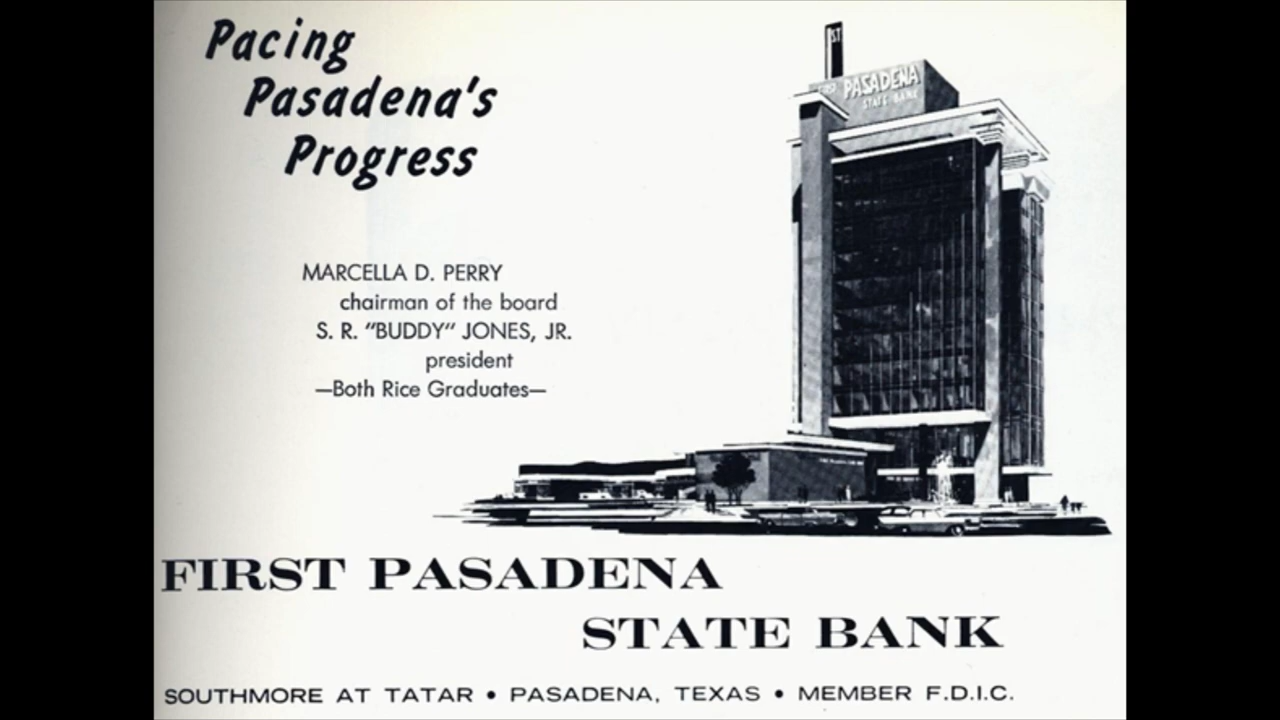 Pacing
Pasadena's
Progress
1ST
FIRST PASADENA
STATE BANK
MARCELLA D. PERRY
chairman of the board
S. R. "BUDDY" JONES, JR.
president
—Both Rice Graduates—
FIRST PASADENA
STATE BANK
SOUTHMORE AT TATAR • PASADENA, TEXAS • MEMBER F.D.I.C.